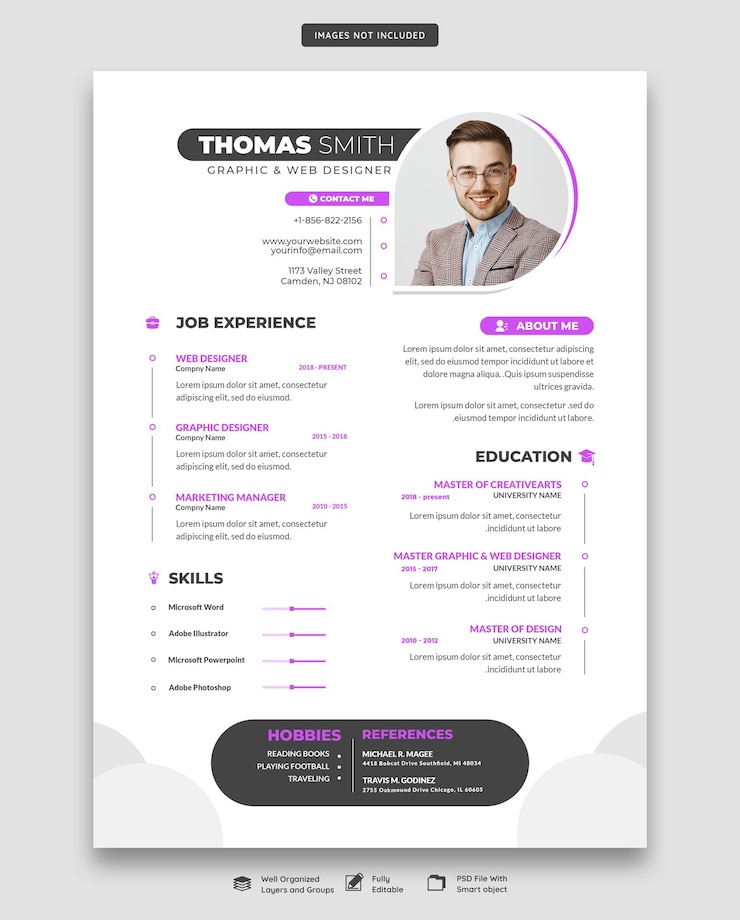 IMAGES NOT INCLUDED
THOMAS SMITH
GRAPHIC & WEB DESIGNER
CONTACT ME
+1-856-822-2156
www.yourwebsite.com
yourinfo@email.com
1173 Valley Street
Camden, NJ 08102
JOB EXPERIENCE
WEB DESIGNER
Compny Name
2018 - PRESENT
Lorem ipsum dolor sit amet, consectetur
adipiscing elit, sed do eiusmod.
GRAPHIC DESIGNER
Compny Name
2015 - 2018
Lorem ipsum dolor sit amet, consectetur
adipiscing elit, sed do eiusmod.
MARKETING MANAGER
Compny Name
2010 - 2015
Lorem ipsum dolor sit amet, consectetur
adipiscing elit, sed do eiusmod.
SKILLS
Microsoft Word
Adobe Illustrator
Microsoft Powerpoint
Adobe Photoshop
ABOUT ME
Lorem ipsum dolor sit amet, consectetur adipiscing
elit, sed do eiusmod tempor incididunt ut labore et
dolore magna aliqua. .Quis ipsum suspendisse
ultrices gravida.
Lorem ipsum dolor sit amet, consectetur .sed do
eiusmod tempor incididunt ut labore et dolore.
EDUCATION
MASTER OF CREATIVEARTS
2018 - present
UNIVERSITY NAME
Lorem ipsum dolor sit amet, consectetur
.incididunt ut labore
MASTER GRAPHIC & WEB DESIGNER
2015 - 2017
UNIVERSITY NAME
Lorem ipsum dolor sit amet, consectetur
.incididunt ut labore
MASTER OF DESIGN
2010 - 2012
UNIVERSITY NAME
Lorem ipsum dolor sit amet, consectetur
.incididunt ut labore
HOBBIES
READING BOOKS
PLAYING FOOTBALL
TRAVELING
REFERENCES
MICHAEL R. MAGEE
4418 Bobcat Drive Southfield, MI 48034
TRAVIS M. GODINEZ
2755 Oakmound Drive Chicago, IL 60605
Well Organized
Layers and Groups
Fully
Editable
PSD File With
Smart object